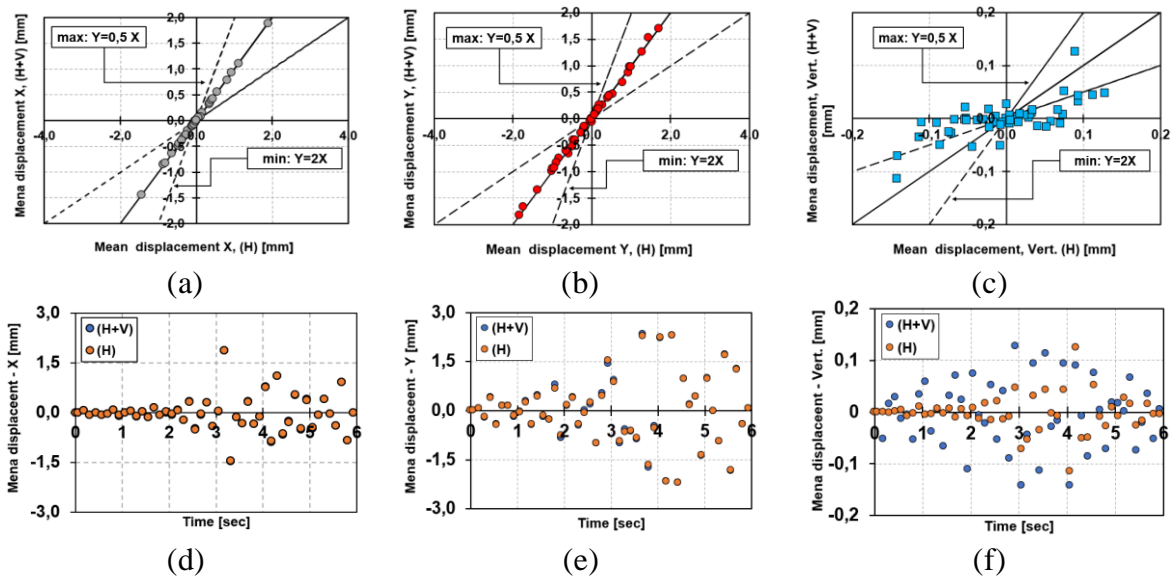 Mena displacement X, (H+V) [mm]
2,0
1,5
1,0
0,5
0,0
-0,5
-1,0
-1,5
-2,0
-4,0
-2,0
0,0
2,0
4,0
max: Y=0,5 X
min: Y=2X
Mean displacement X, (H) [mm]
(a)
Mena displacement Y, (H+V) [mm]
2,0
1,5
1,0
0,5
0,0
-0,5
-1,0
-1,5
-2,0
-4,0
-2,0
0,0
2,0
4,0
max: Y=0,5 X
min: Y=2X
Mean displacement Y, (H) [mm]
(b)
Mena displacement, Vert. (H+V)
[mm]
0,2
0,1
0,0
-0,1
-0,2
-0,2
-0,1
0,0
0,1
0,2
max: Y=0,5 X
min: Y=2X
Mean displacement, Vert. (H) [mm]
(c)
Mena displaceent - X [mm]
3,0
1,5
0,0
-1,5
-3,0
0
1
2
3
4
5
6
(H+V)
(H)
Time [sec]
(d)
Mena displaceent - Y [mm]
3,0
1,5
0,0
-1,5
-3,0
0
1
2
3
4
5
6
(H+V)
(H)
Time [sec]
(e)
Mena displaceent - Vert. [mm]
0,2
0,1
0,0
-0,1
-0,2
0
1
2
3
4
5
6
(H+V)
(H)
Time [sec]
(f)